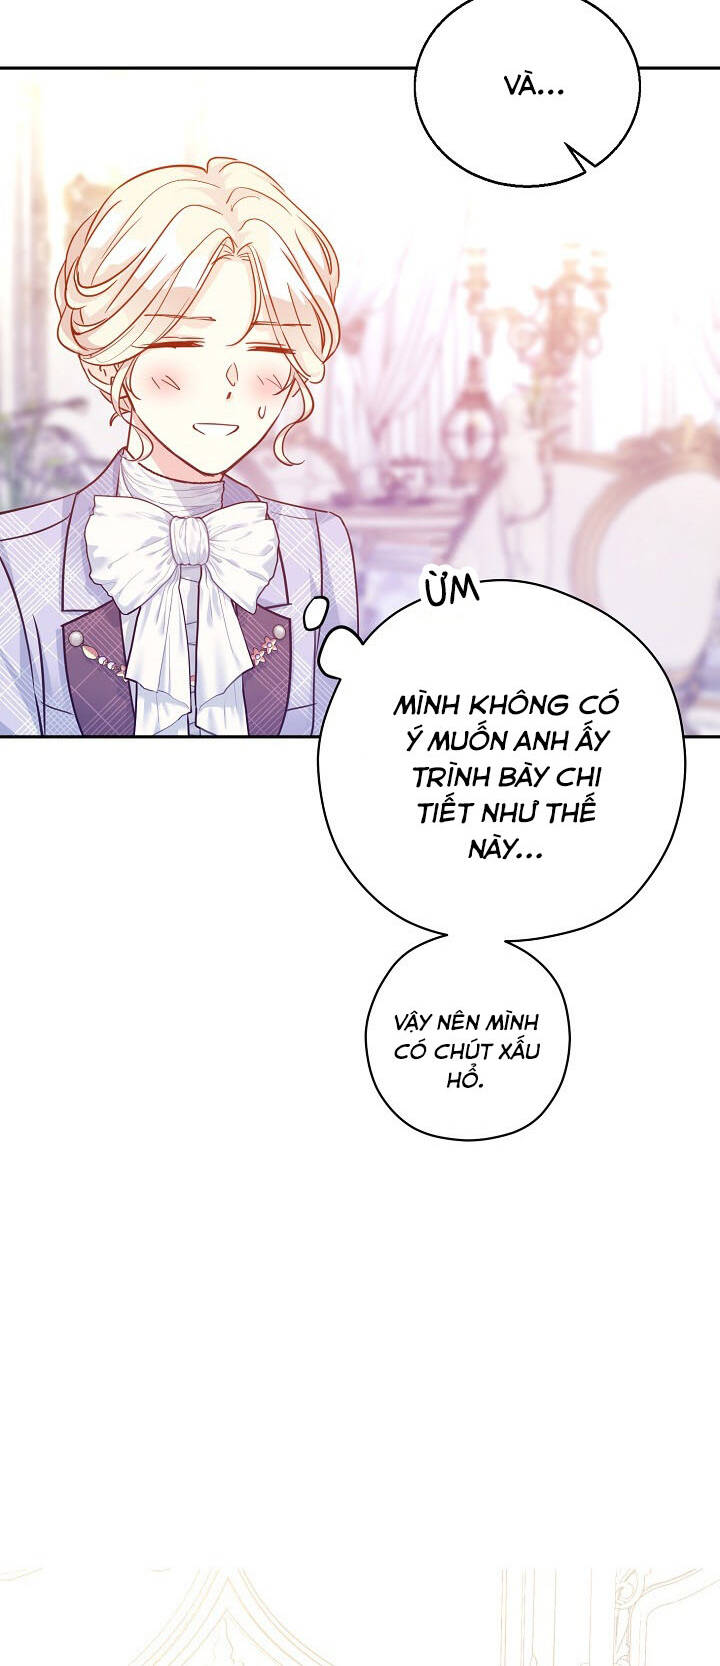 VÀ...
ỪM
MÌNH KHÔNG CÓ
Ý MUỐN ANH ẤY
TRÌNH BÀY CHI
TIẾT NHƯ THẾ
NÀY...
VẬY NÊN MÌNH
CÓ CHÚT XẤU
HỔ.